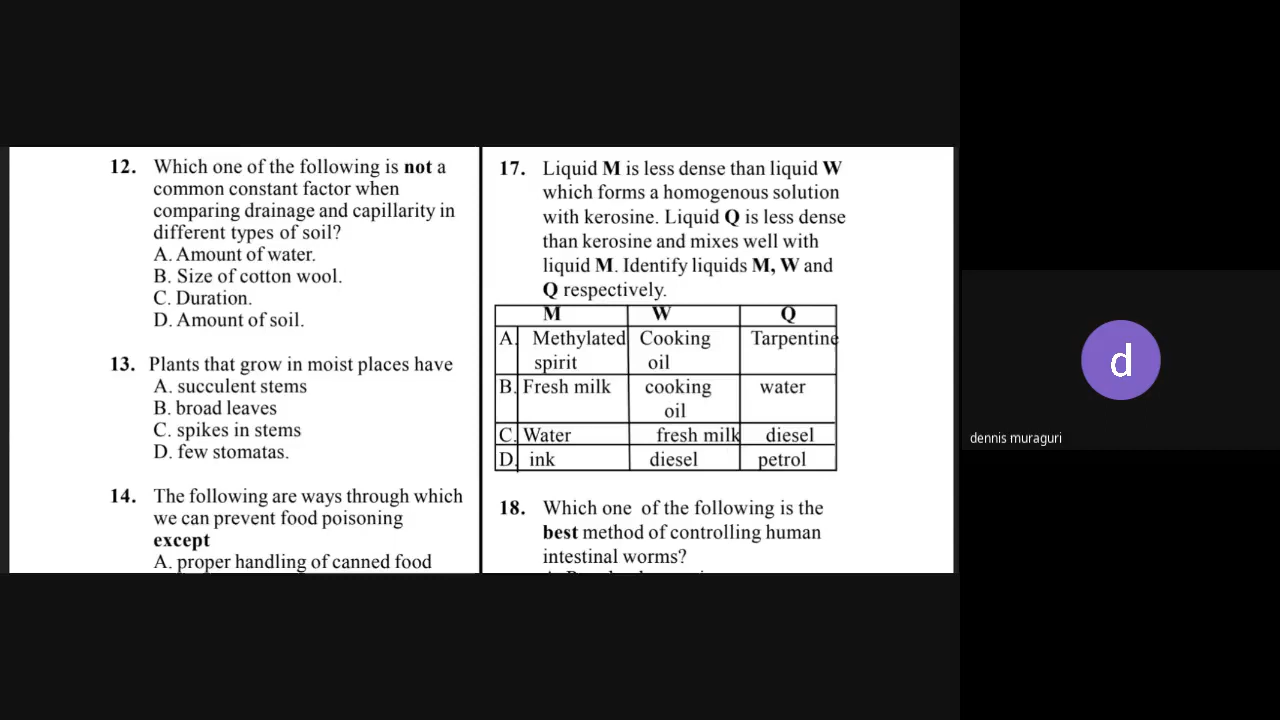 12. Which one of the following is not a
common constant factor when
comparing drainage and capillarity in
different types of soil?
A. Amount of water.
B. Size of cotton wool.
C. Duration.
D. Amount of soil.
13. Plants that grow in moist places have
A. succulent stems
B. broad leaves
C. spikes in stems
D. few stomatas.
14. The following are ways through which
we can prevent food poisoning
except
A. proper handling of canned food
17. Liquid M is less dense than liquid W
which forms a homogenous solution
with kerosine. Liquid Q is less dense
than kerosine and mixes well with
liquid M. Identify liquids M, W and
Q respectively.
M W Q
A. Methylated Cooking Tarpentine
spirit oil
B. Fresh milk cooking water
oil
C. Water fresh milk diesel
D. ink diesel petrol
18. Which one of the following is the
best method of controlling human
intestinal worms?
d
dennis muraguri